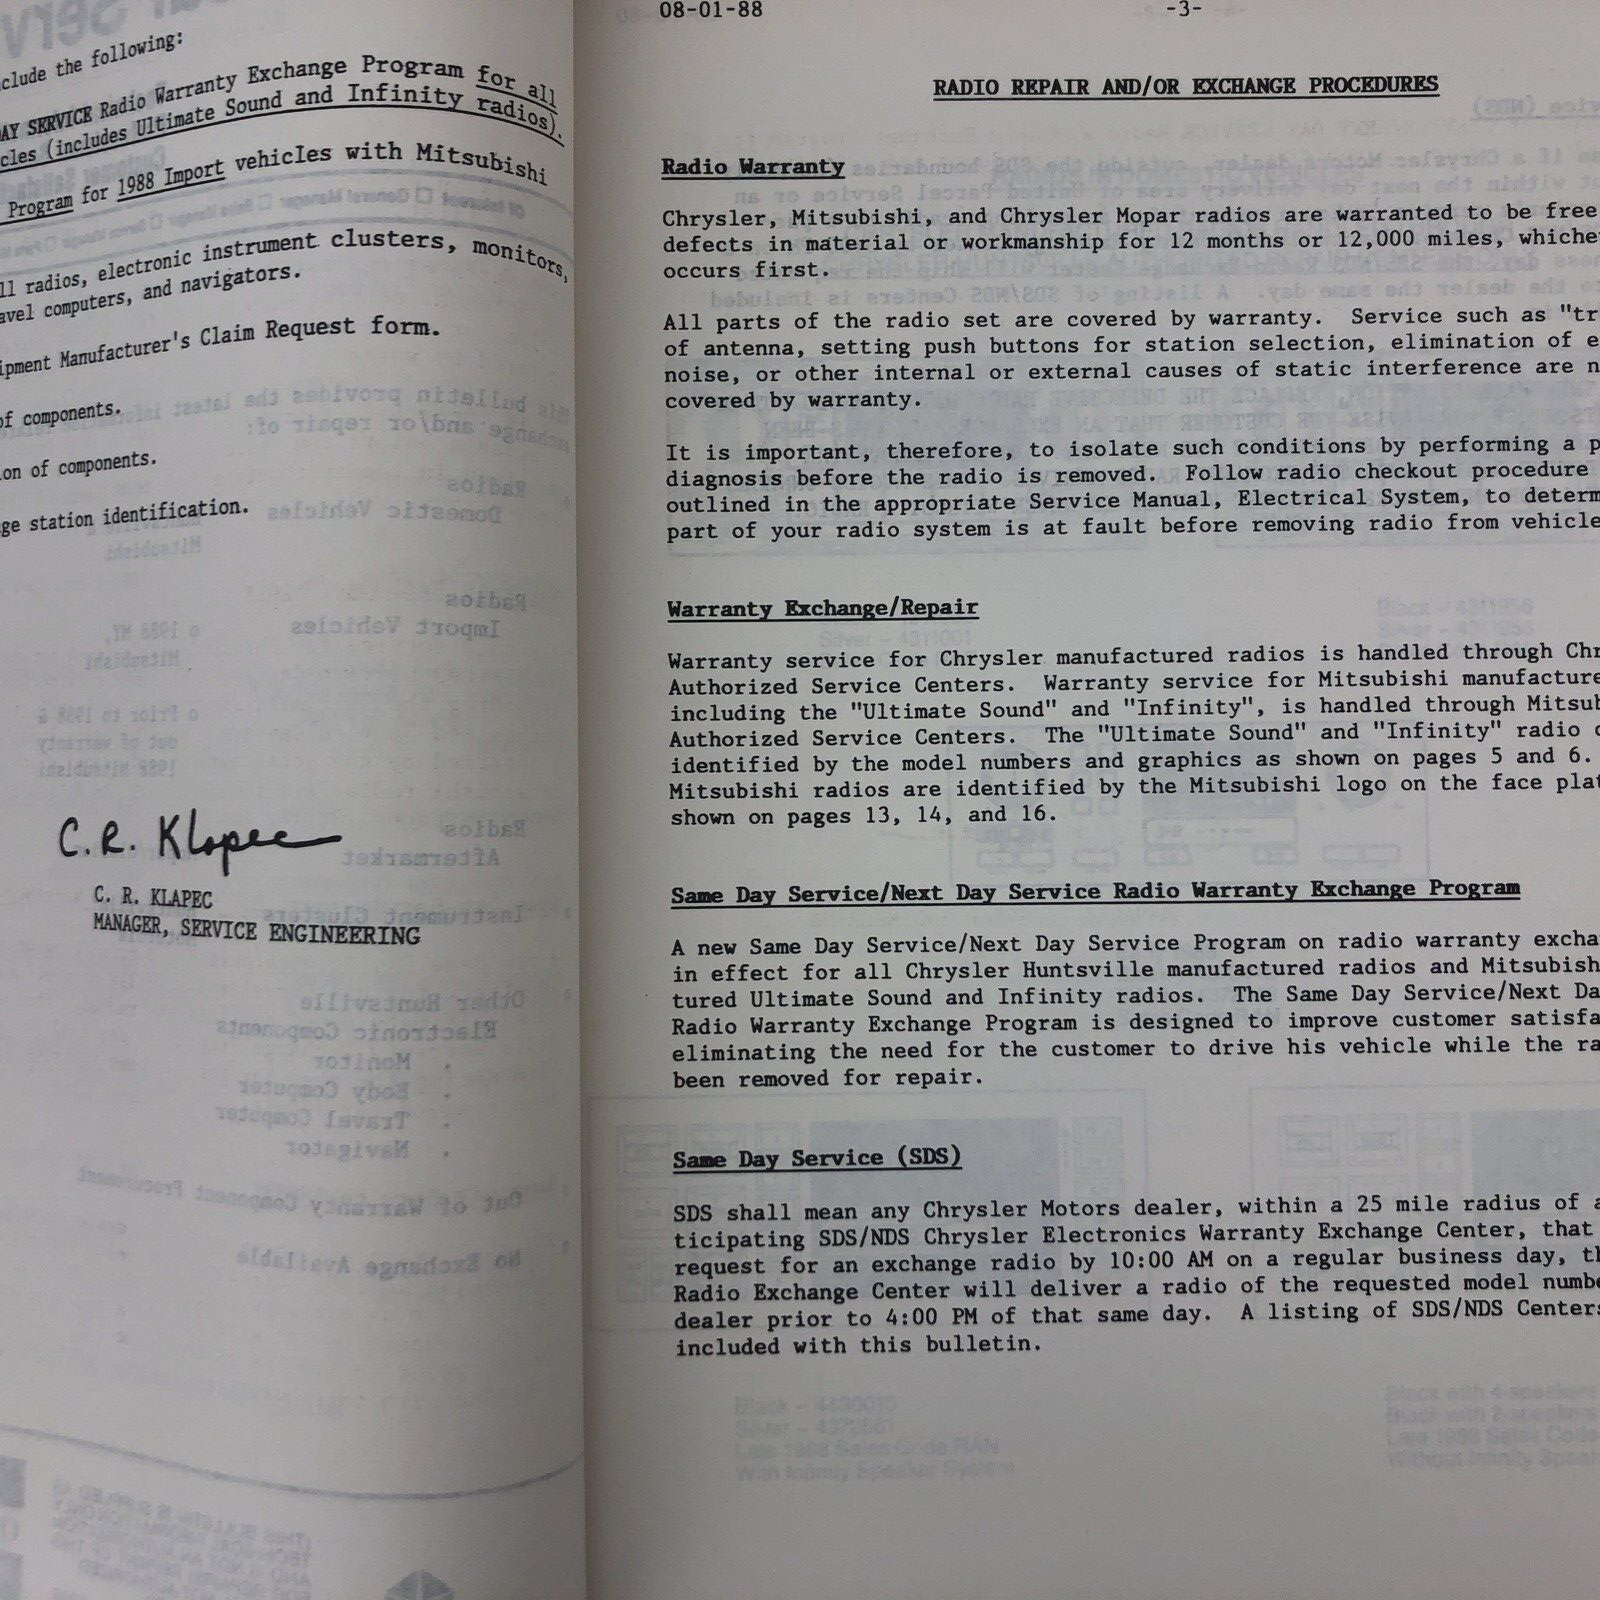 clude the following:
AY SERVICE Radio Warranty Exchange Program for all
cles (includes Ultimate Sound and Infinity radios).
Program for 1988 Import vehicles with Mitsubishi
ll radios, electronic instrument clusters, monitors,
avel computers, and navigators.
ipment Manufacturer's Claim Request form.
of components.
ion of components.
ge station identification.
C.R. Klapec
C. R. KLAPEC
MANAGER, SERVICE ENGINEERING
08-01-88 -3-
RADIO REPAIR AND/OR EXCHANGE PROCEDURES
Radio Warranty
Chrysler, Mitsubishi, and Chrysler Mopar radios are warranted to be free
defects in material or workmanship for 12 months or 12,000 miles, whiche
occurs first.
All parts of the radio set are covered by warranty. Service such as "tr
of antenna, setting push buttons for station selection, elimination of e
noise, or other internal or external causes of static interference are n
covered by warranty.
It is important, therefore, to isolate such conditions by performing a p
diagnosis before the radio is removed. Follow radio checkout procedure
outlined in the appropriate Service Manual, Electrical System, to determ
part of your radio system is at fault before removing radio from vehicle
Warranty Exchange/Repair
Warranty service for Chrysler manufactured radios is handled through Chr
Authorized Service Centers. Warranty service for Mitsubishi manufacture
including the "Ultimate Sound" and "Infinity", is handled through Mitsub
Authorized Service Centers. The "Ultimate Sound" and "Infinity" radio c
identified by the model numbers and graphics as shown on pages 5 and 6.
Mitsubishi radios are identified by the Mitsubishi logo on the face plat
shown on pages 13, 14, and 16.
Same Day Service/Next Day Service Radio Warranty Exchange Program
A new Same Day Service/Next Day Service Program on radio warranty excha
in effect for all Chrysler Huntsville manufactured radios and Mitsubish
tured Ultimate Sound and Infinity radios. The Same Day Service/Next Da
Radio Warranty Exchange Program is designed to improve customer satisfa
eliminating the need for the customer to drive his vehicle while the ra
been removed for repair.
Same Day Service (SDS)
SDS shall mean any Chrysler Motors dealer, within a 25 mile radius of a
ticipating SDS/NDS Chrysler Electronics Warranty Exchange Center, that
request for an exchange radio by 10:00 AM on a regular business day, th
Radio Exchange Center will deliver a radio of the requested model numbe
dealer prior to 4:00 PM of that same day. A listing of SDS/NDS Centers
included with this bulletin.